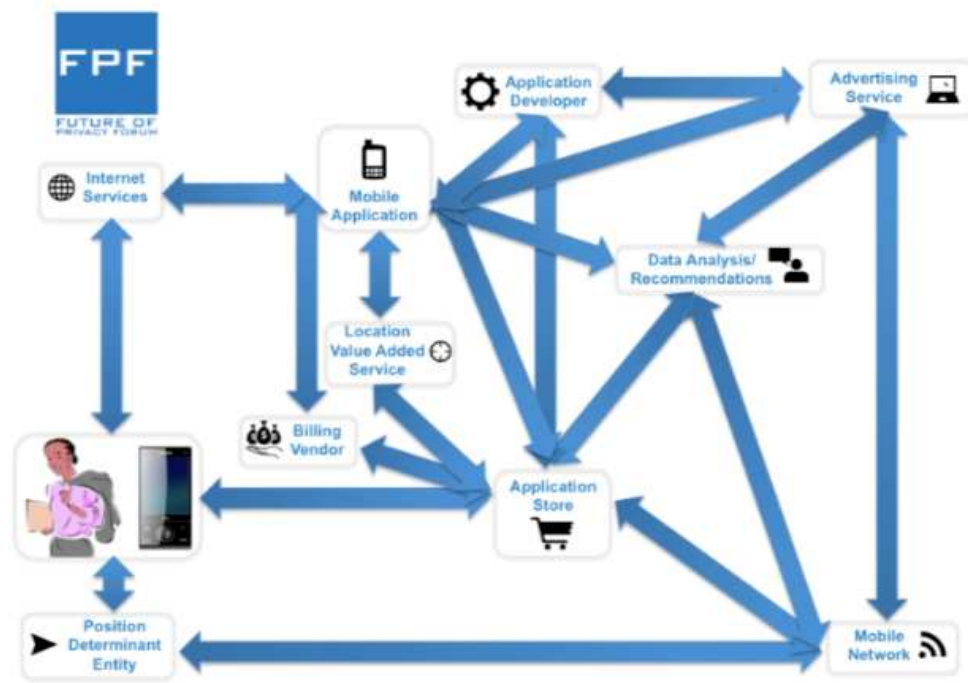 FPF
FUTURE OF
PRIVACY FORUM
Application
Developer
Advertising
Service
Internet
Services
Mobile
Application
Data Analysis/
Recommendations
Location
Value Added
Service
Billing
Vendor
Application
Store
Position
Determinant
Entity
Mobile
Network